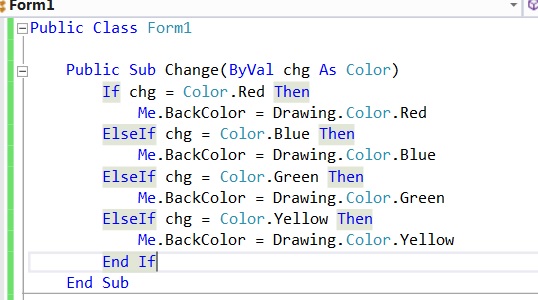 Form1
Public Class Form1
Public Sub Change(ByVal chg As Color)
If chg = Color.Red Then
Me.BackColor = Drawing.Color.Red
ElseIf chg = Color.Blue Then
Me.BackColor = Drawing.Color.Blue
ElseIf chg = Color.Green Then
Me.BackColor = Drawing.Color.Green
ElseIf chg = Color.Yellow Then
Me.BackColor = Drawing.Color.Yellow
End If
End Sub